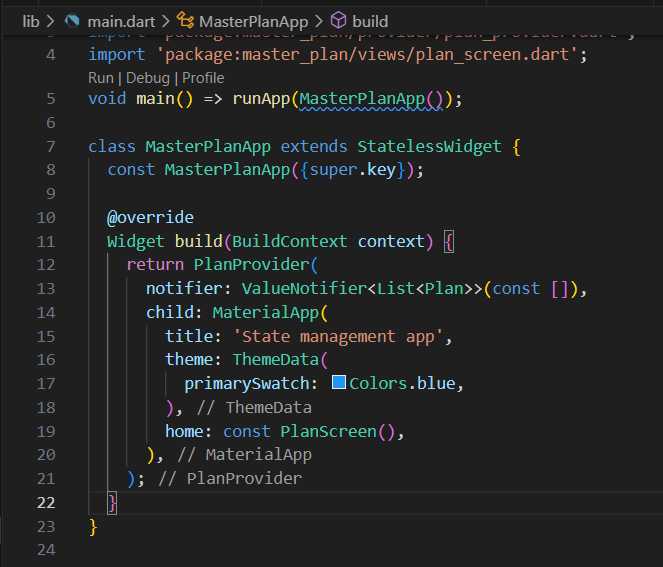 lib > main.dart > MasterPlanApp > build
3 import 'package:master_plan/provider/plan_provider.dart';
4 import 'package:master_plan/views/plan_screen.dart';
Run | Debug | Profile
5 void main() => runApp(MasterPlanApp());
6
7 class MasterPlanApp extends StatelessWidget {
8 const MasterPlanApp({super.key});
9
10 @override
11 Widget build(BuildContext context) {
12 return PlanProvider(
13 notifier: ValueNotifier<List<Plan>>(const []),
14 child: MaterialApp(
15 title: 'State management app',
16 theme: ThemeData(
17 primarySwatch: Colors.blue,
18 ), // ThemeData
19 home: const PlanScreen(),
20 ), // MaterialApp
21 ); // PlanProvider
22 }
23 }
24